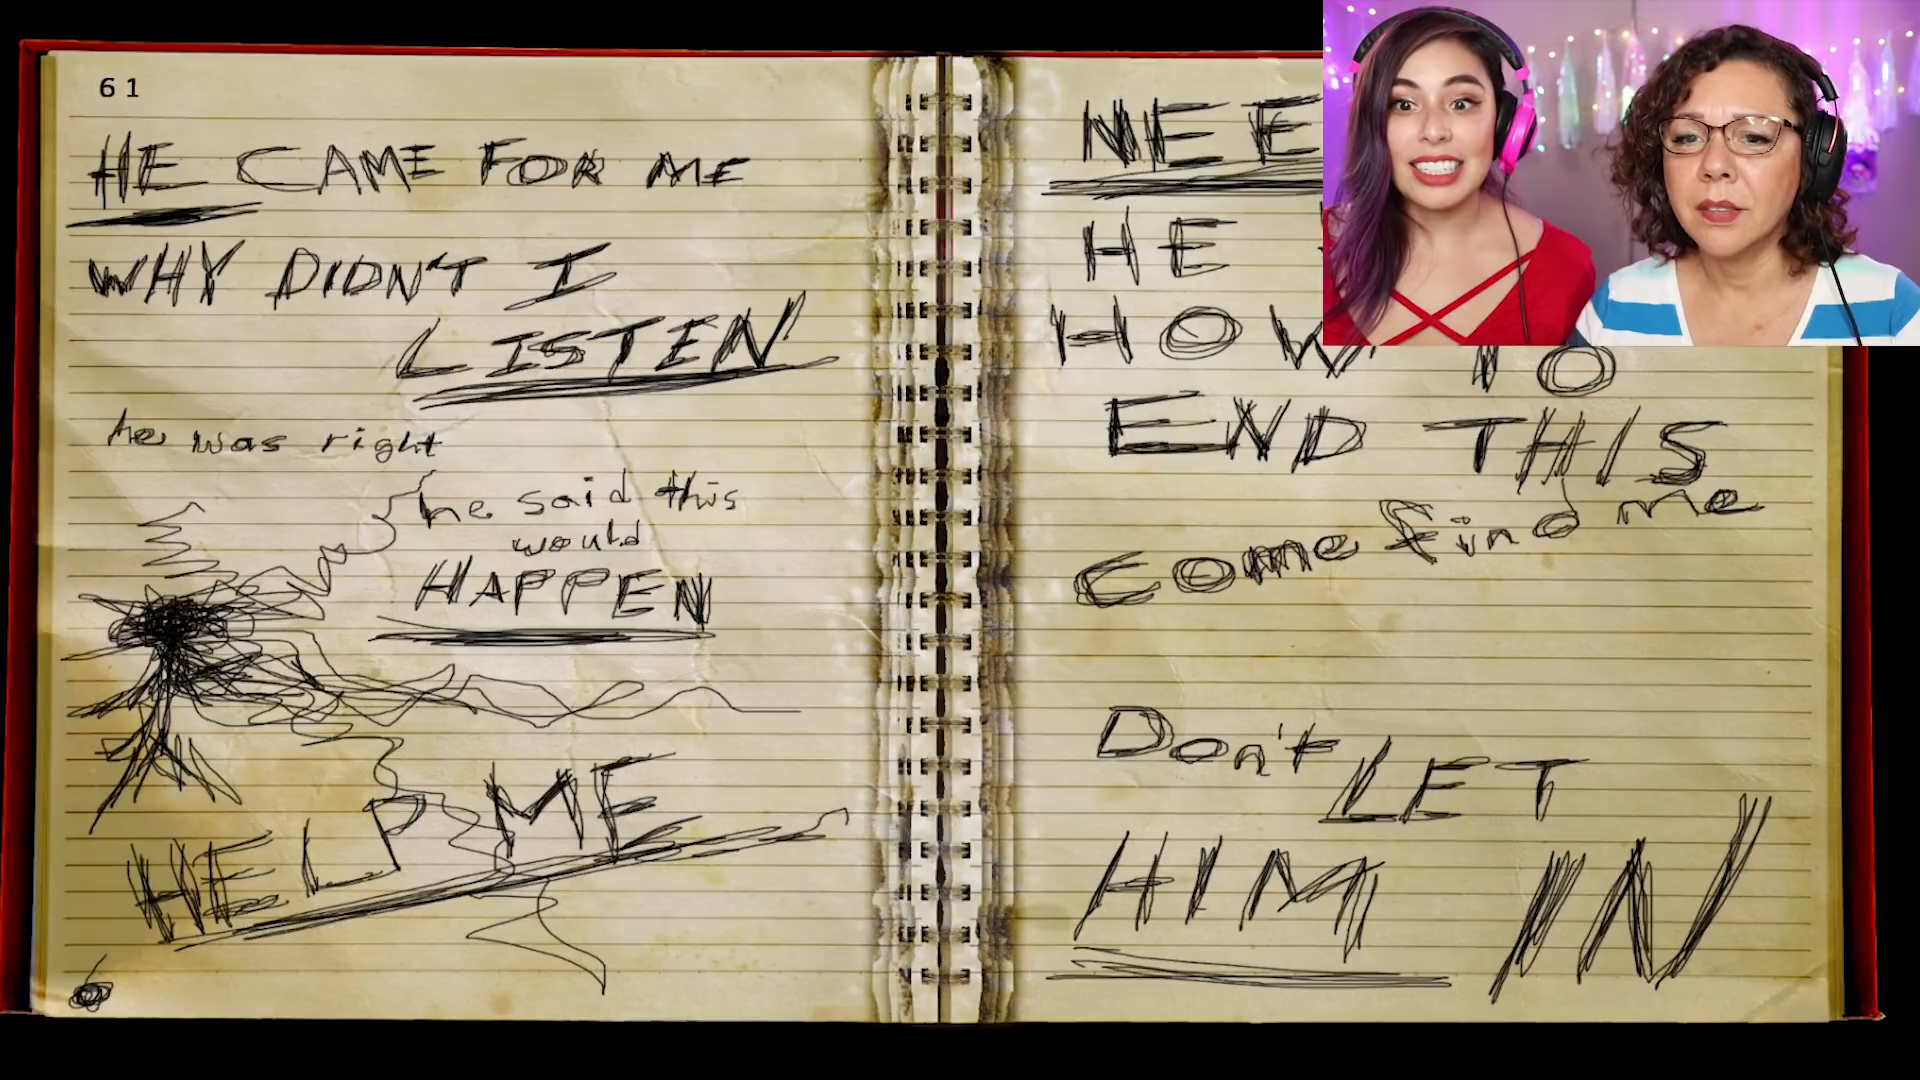 61
HE CAME FOR ME
WHY DIDN'T I
LISTEN
he was right
he said this
would
HAPPEN
HELP ME
HE
HOW TO
END THIS
come find me
Don't LET
HIM IN